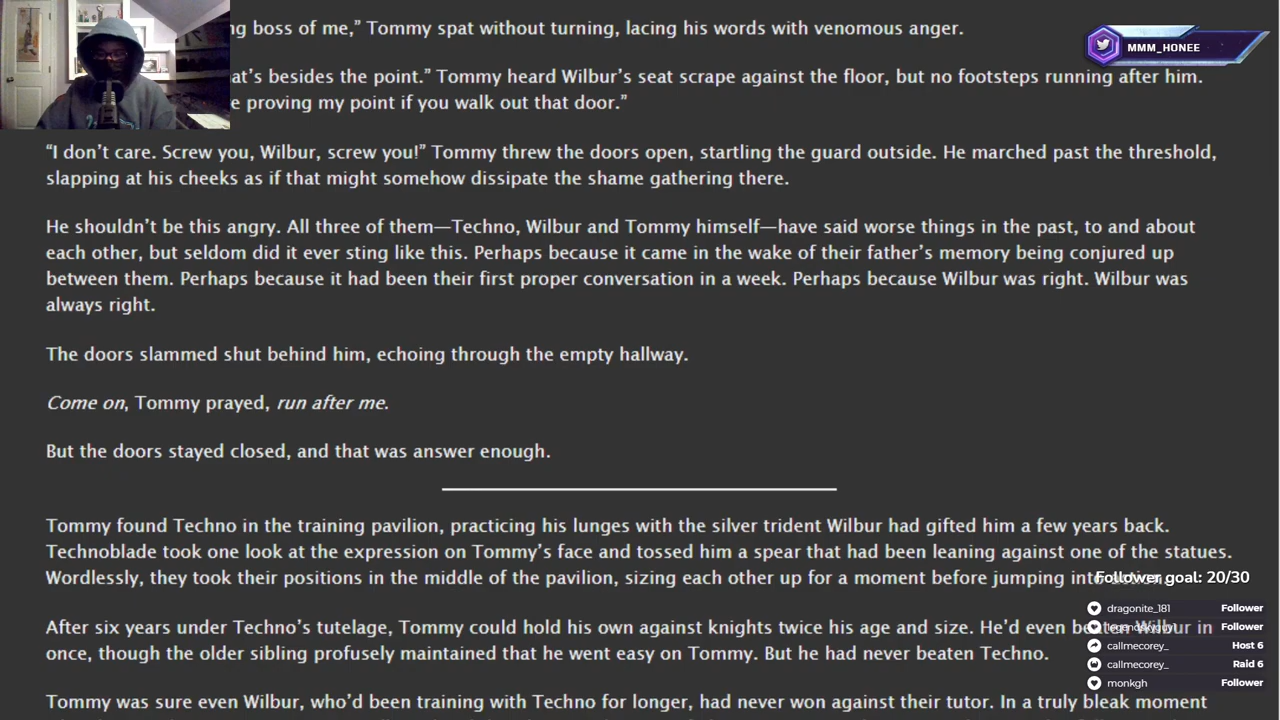 ng boss of me,” Tommy spat without turning, lacing his words with venomous anger.
MMM_HONEE
at’s besides the point.” Tommy heard Wilbur’s seat scrape against the floor, but no footsteps running after him.
e proving my point if you walk out that door.”
“I don’t care. Screw you, Wilbur, screw you!” Tommy threw the doors open, startling the guard outside. He marched past the threshold,
slapping at his cheeks as if that might somehow dissipate the shame gathering there.
He shouldn’t be this angry. All three of them—Techno, Wilbur and Tommy himself—have said worse things in the past, to and about
each other, but seldom did it ever sting like this. Perhaps because it came in the wake of their father’s memory being conjured up
between them. Perhaps because it had been their first proper conversation in a week. Perhaps because Wilbur was right. Wilbur was
always right.
The doors slammed shut behind him, echoing through the empty hallway.
Come on, Tommy prayed, run after me.
But the doors stayed closed, and that was answer enough.
Tommy found Techno in the training pavilion, practicing his lunges with the silver trident Wilbur had gifted him a few years back.
Technoblade took one look at the expression on Tommy’s face and tossed him a spear that had been leaning against one of the statues.
Wordlessly, they took their positions in the middle of the pavilion, sizing each other up for a moment before jumping into
Follower goal: 20/30
dragonite_181 Follower
After six years under Techno’s tutelage, Tommy could hold his own against knights twice his age and size. He’d even beaten Wilbur in
Follower
once, though the older sibling profusely maintained that he went easy on Tommy. But he had never beaten Techno.
callmecorey_ Host 6
callmecorey_ Raid 6
monkgh Follower
Tommy was sure even Wilbur, who’d been training with Techno for longer, had never won against their tutor. In a truly bleak moment